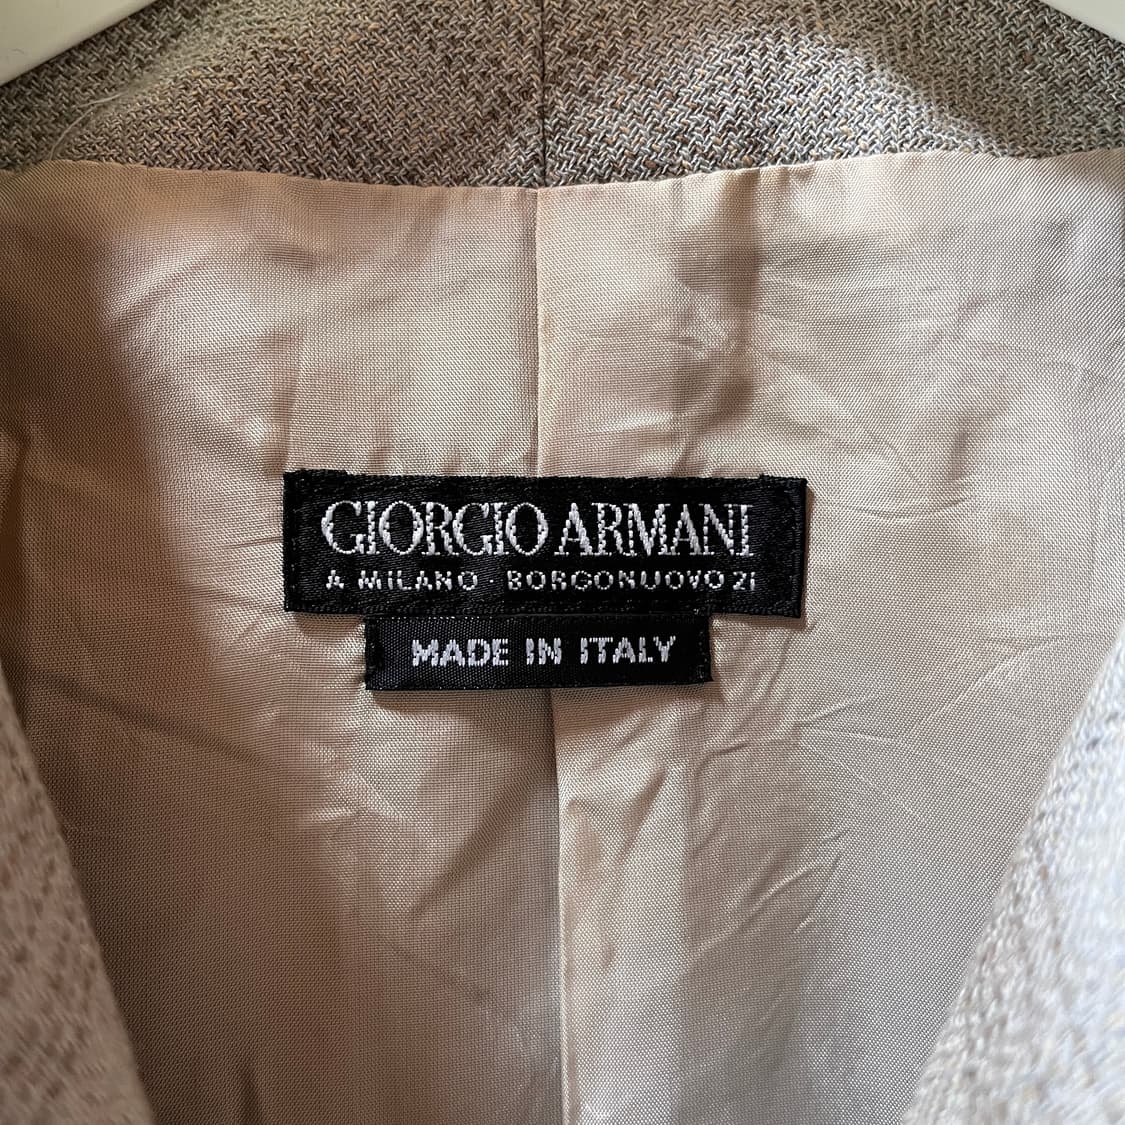 GIORGIO ARMANI
A MILANO · BORGONUOVO 21
MADE IN ITALY